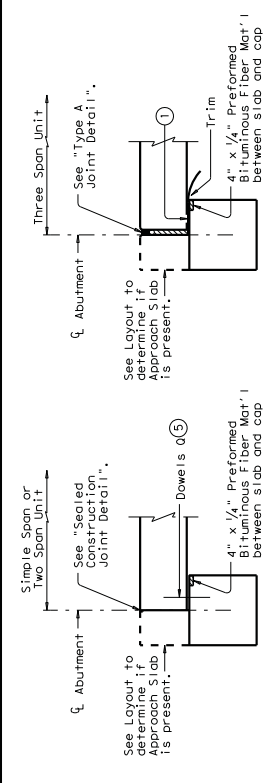 Simple Span or
Two Span Unit
℄ Abutment
See "Sealed
Construction
Joint Detail".
See Layout to
determine if
Approach Slab
is present.
Dowels Q 5
4" x 1/4" Preformed
Bituminous Fiber Mat'l
between slab and cap
Three Span Unit
℄ Abutment
See "Type A
Joint Detail".
See Layout to
determine if
Approach Slab
is present.
1
Trim
4" x 1/4" Preformed
Bituminous Fiber Mat'l
between slab and cap